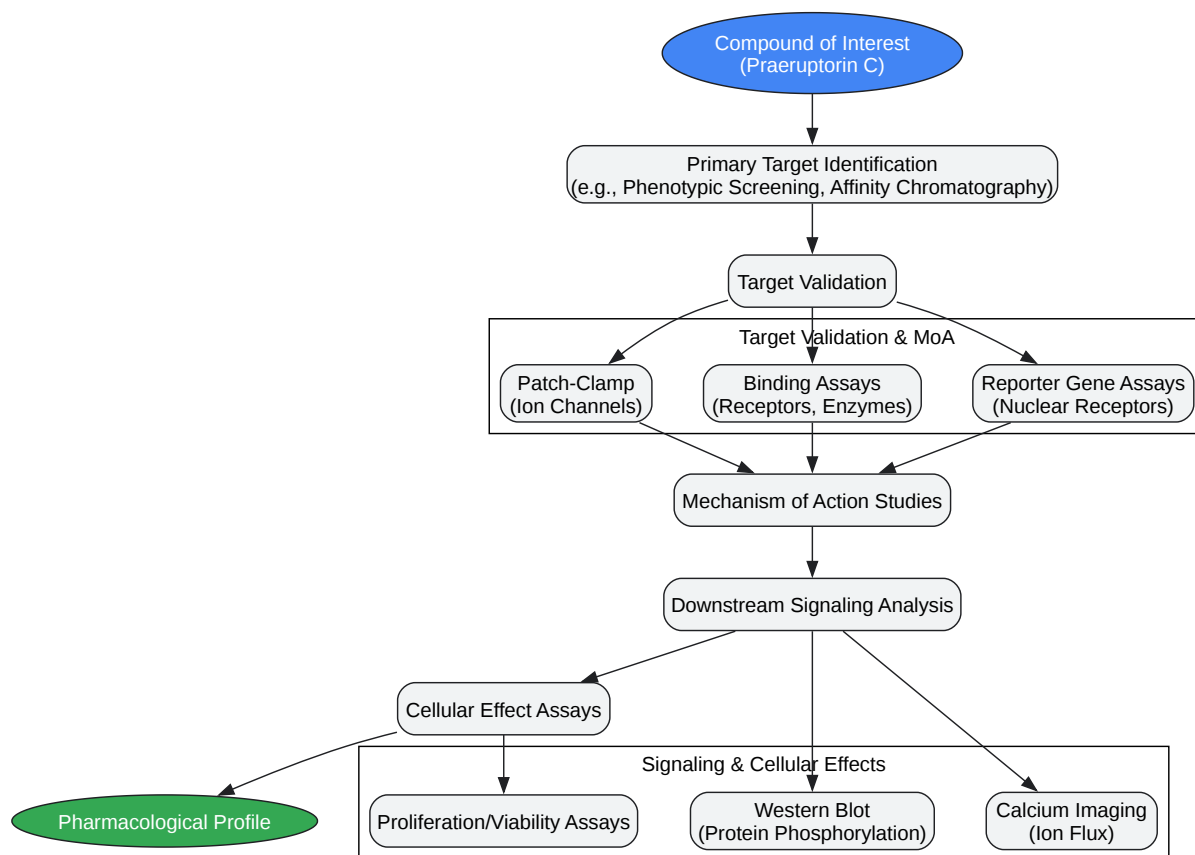 Compound of Interest
(Praeruptorin C)
Primary Target Identification
(e.g., Phenotypic Screening, Affinity Chromatography)
Target Validation
Target Validation & MoA
Patch-Clamp
(Ion Channels)
Binding Assays
(Receptors, Enzymes)
Reporter Gene Assays
(Nuclear Receptors)
Mechanism of Action Studies
Downstream Signaling Analysis
Cellular Effect Assays
Signaling & Cellular Effects
Pharmacological Profile
Proliferation/Viability Assays
Western Blot
(Protein Phosphorylation)
Calcium Imaging
(Ion Flux)